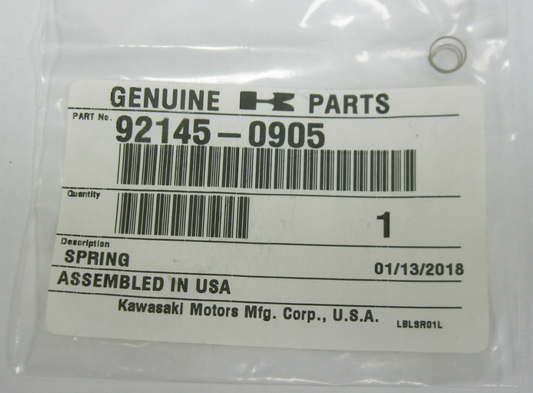 GENUINE K PARTS
PART No. 92145-0905
Quantity 1
Description
SPRING 01/13/2018
ASSEMBLED IN USA
Kawasaki Motors Mfg. Corp., U.S.A. LBLSR01L